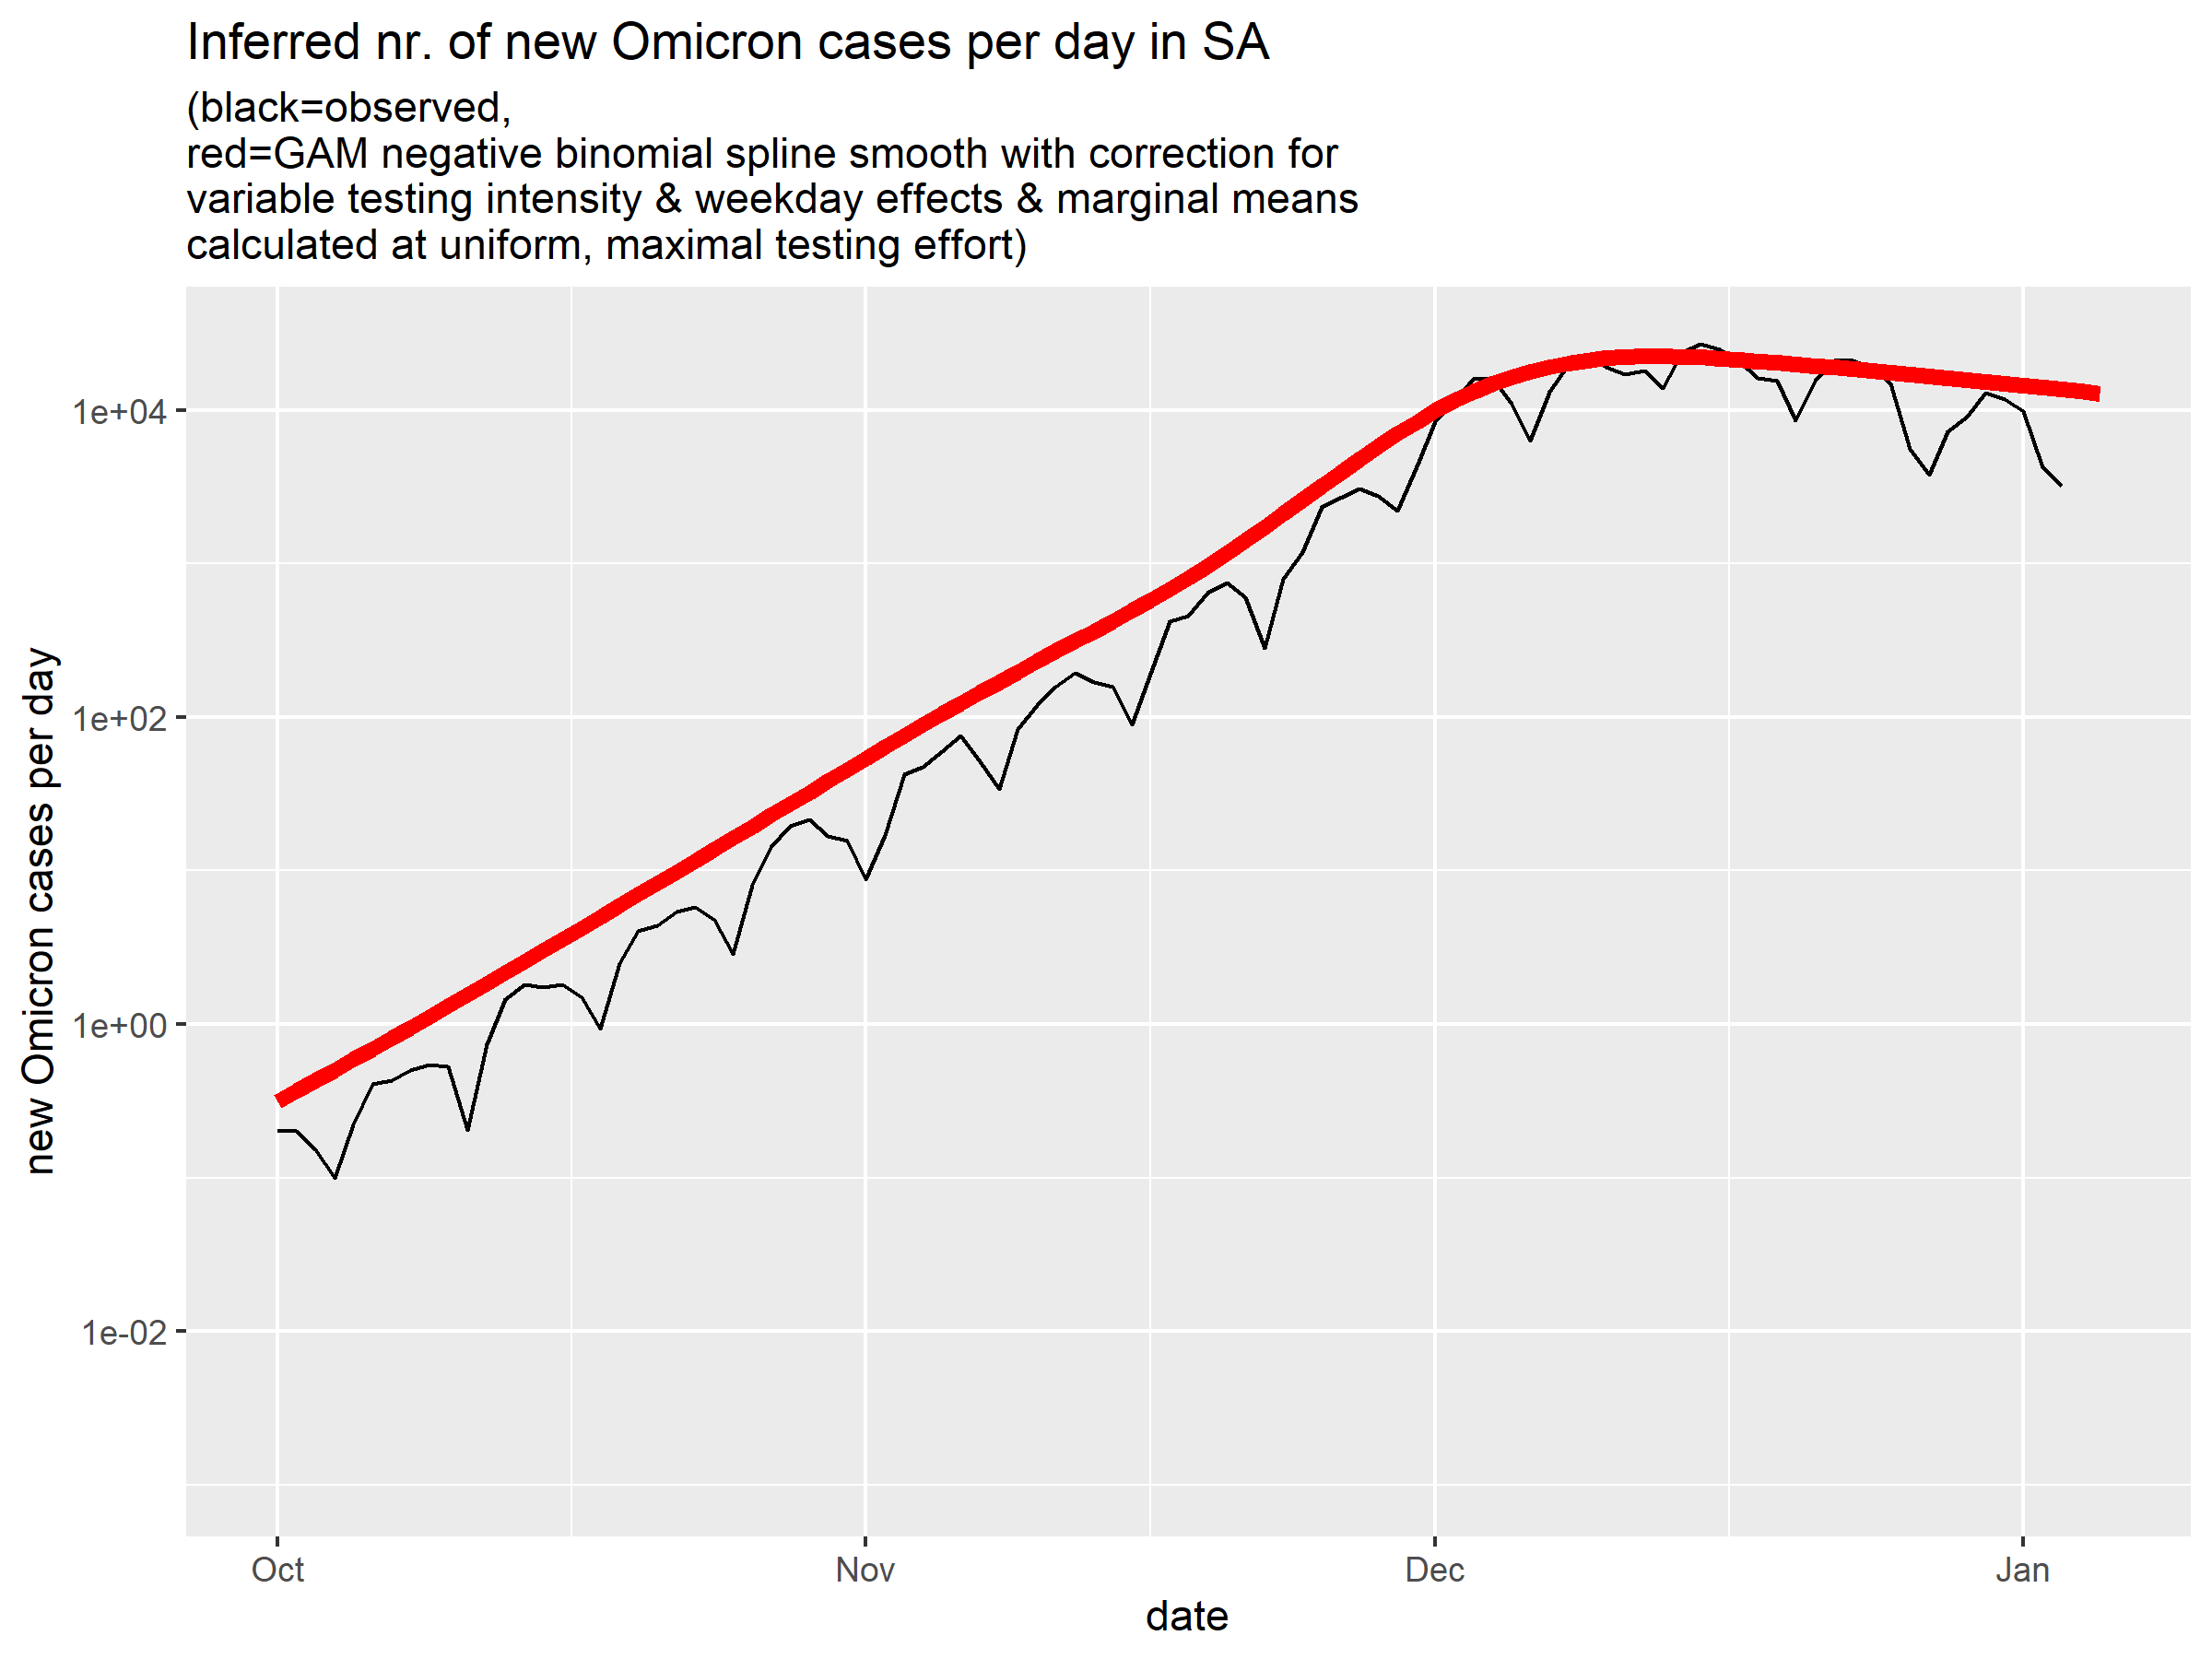 Inferred nr. of new Omicron cases per day in SA
(black=observed,
red=GAM negative binomial spline smooth with correction for
variable testing intensity & weekday effects & marginal means
calculated at uniform, maximal testing effort)
new Omicron cases per day
1e+04
1e+02
1e+00
1e-02
Oct
Nov
Dec
Jan
date